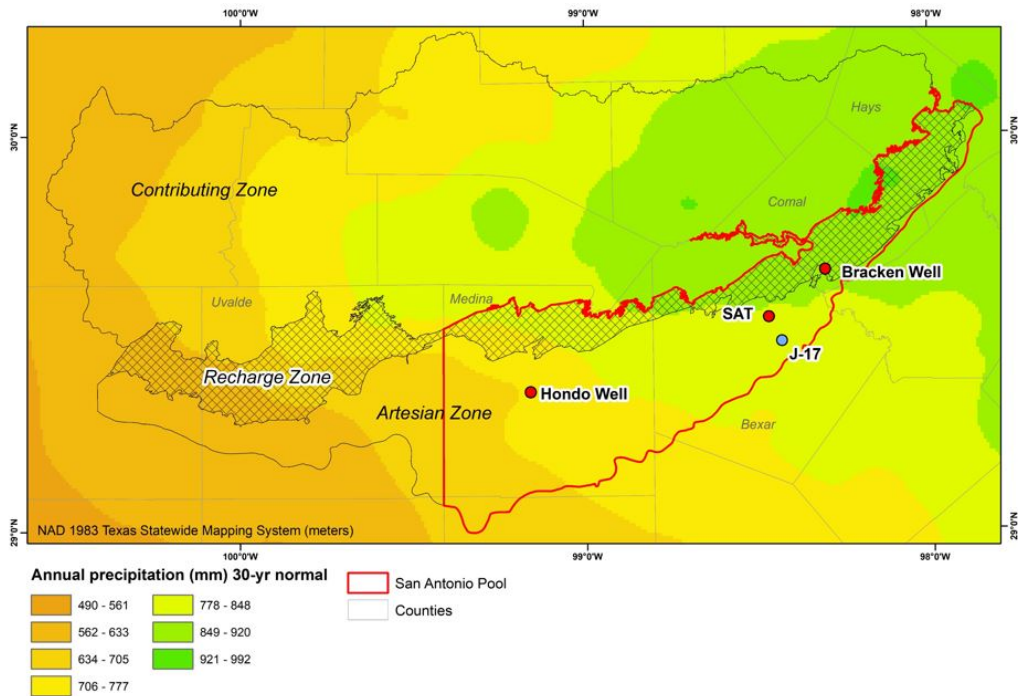 100°0'W 99°0'W 98°0'W
30°0'N 30°0'N
Hays
Contributing Zone
Comal
Bracken Well
Uvalde Medina
SAT
J-17
Recharge Zone
Hondo Well
Artesian Zone
Bexar
NAD 1983 Texas Statewide Mapping System (meters)
29°0'N 29°0'N
100°0'W 99°0'W 98°0'W
Annual precipitation (mm) 30-yr normal
490 - 561
562 - 633
634 - 705
706 - 777
778 - 848
849 - 920
921 - 992
San Antonio Pool
Counties